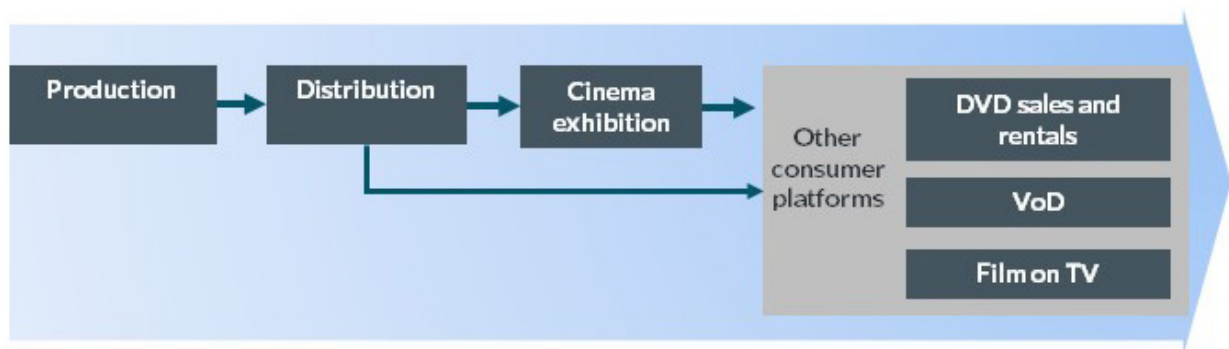 Production
Distribution
Cinema
exhibition
Other
consumer
platforms
DVD sales and
rentals
VoD
Film on TV